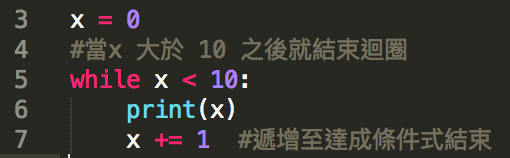 3 x = 0
4 #當x 大於 10 之後就結束迴圈
5 while x < 10:
6     print(x)
7     x += 1  #遞增至達成條件式結束